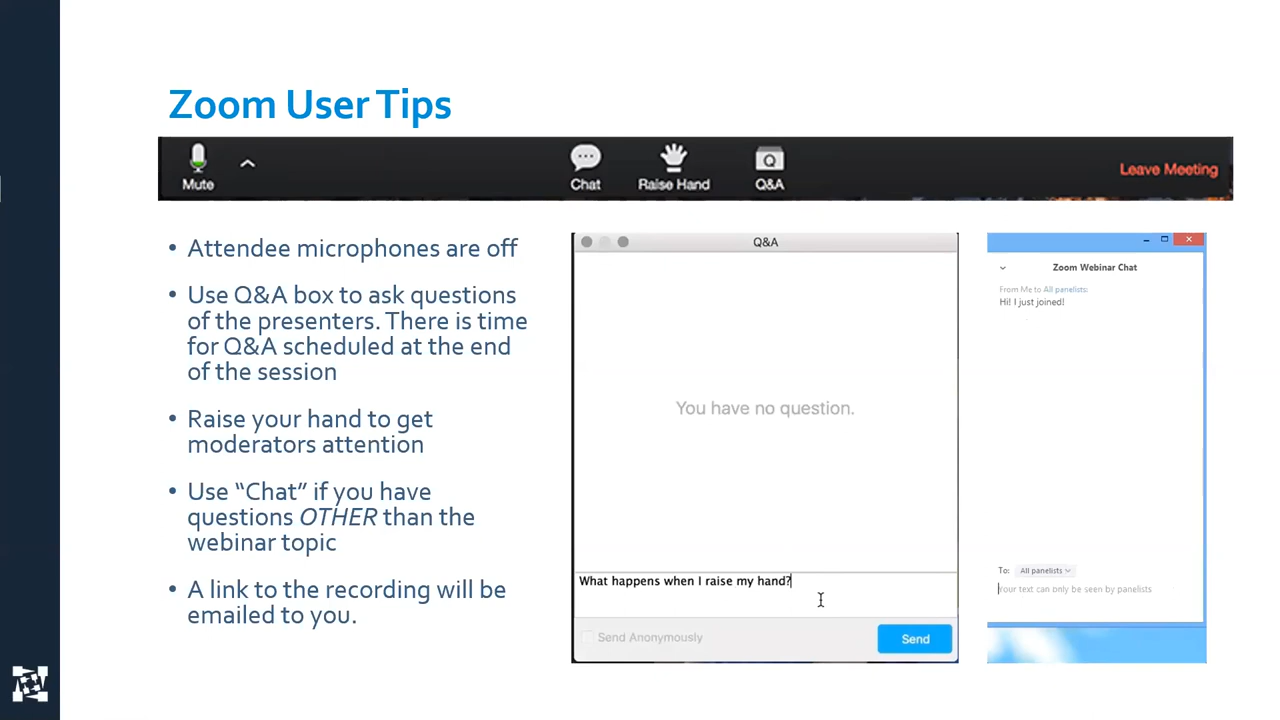 Zoom User Tips
Mute
Chat
Raise Hand
Q
Q&A
Leave Meeting
• Attendee microphones are off
• Use Q&A box to ask questions
of the presenters. There is time
for Q&A scheduled at the end
of the session
• Raise your hand to get
moderators attention
• Use “Chat” if you have
questions OTHER than the
webinar topic
• A link to the recording will be
emailed to you.
Q&A
You have no question.
What happens when I raise my hand?
Send Anonymously
Send
Zoom Webinar Chat
From Me to All panelists:
Hi! I just joined!
To: All panelists
Your text can only be seen by panelists